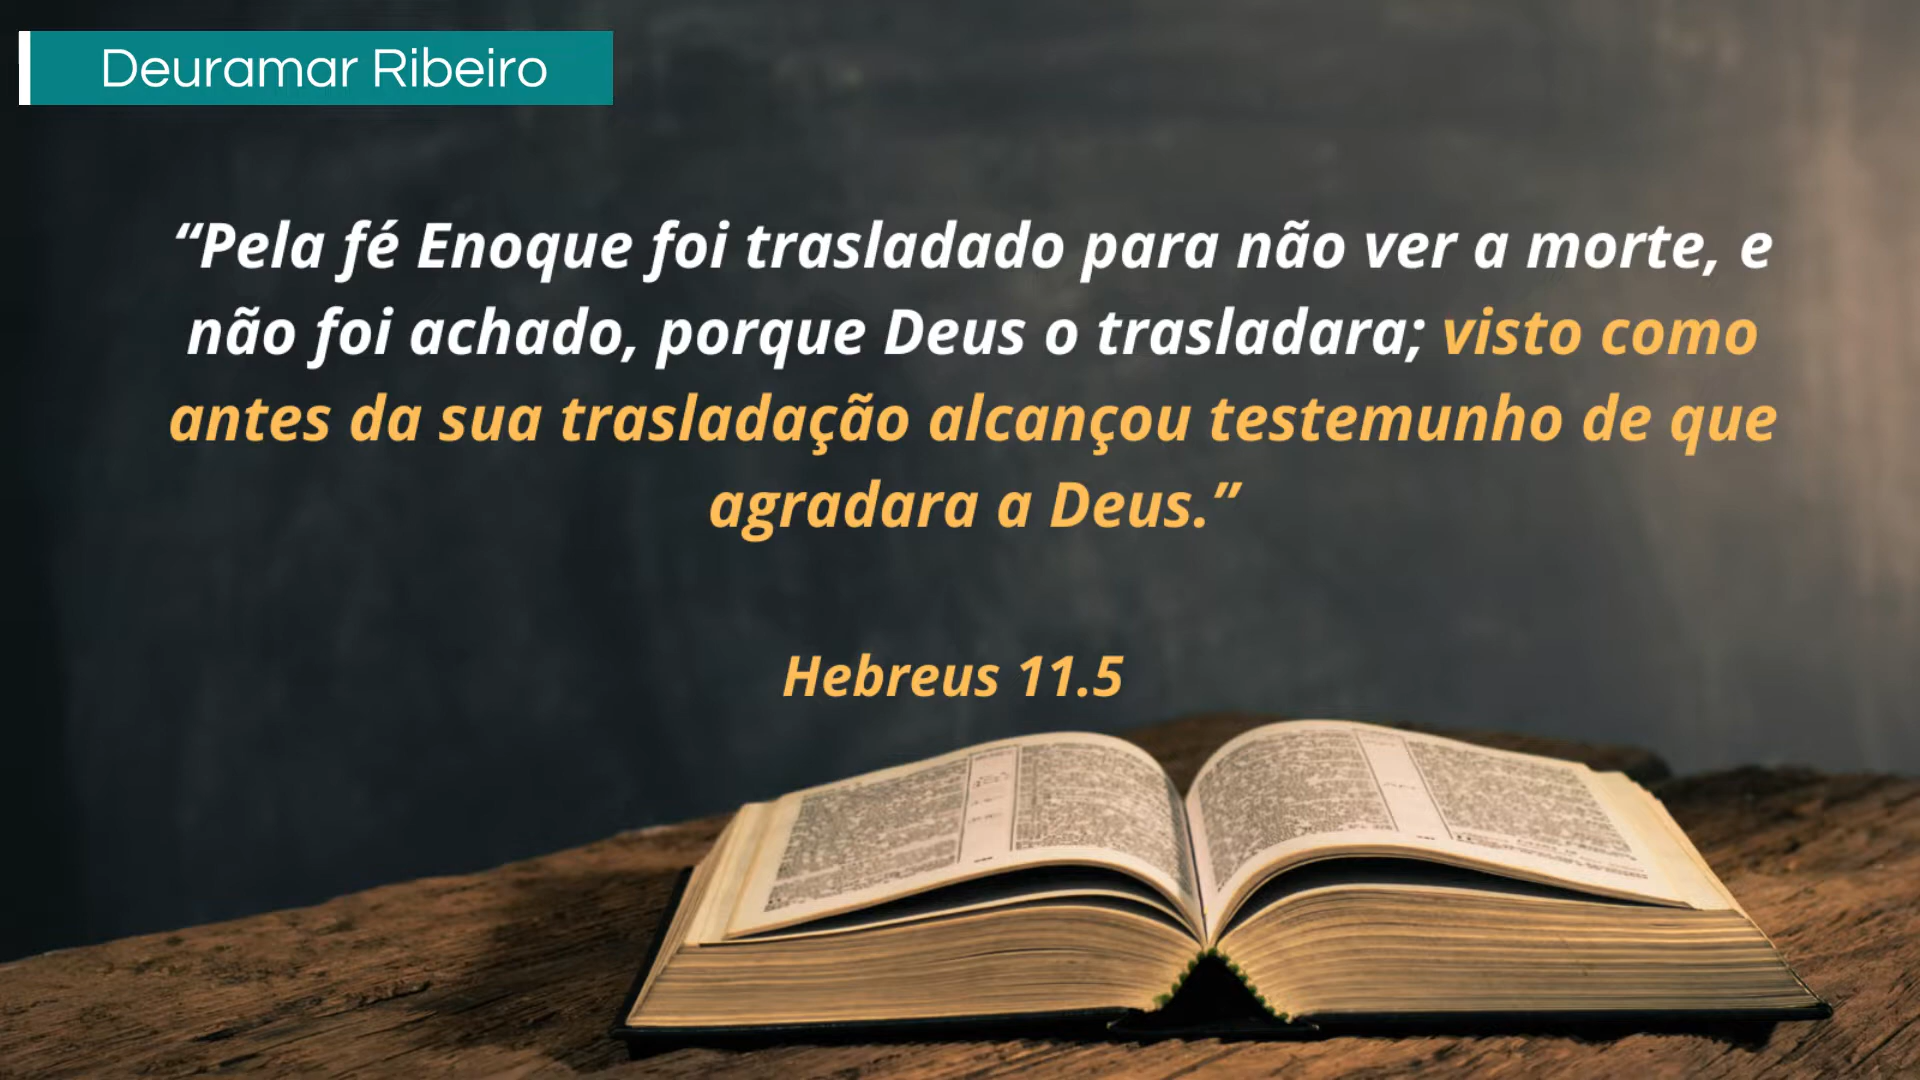 Deuramar Ribeiro
“Pela fé Enoque foi trasladado para não ver a morte, e
não foi achado, porque Deus o trasladara; visto como
antes da sua trasladação alcançou testemunho de que
agradara a Deus.”
Hebreus 11.5